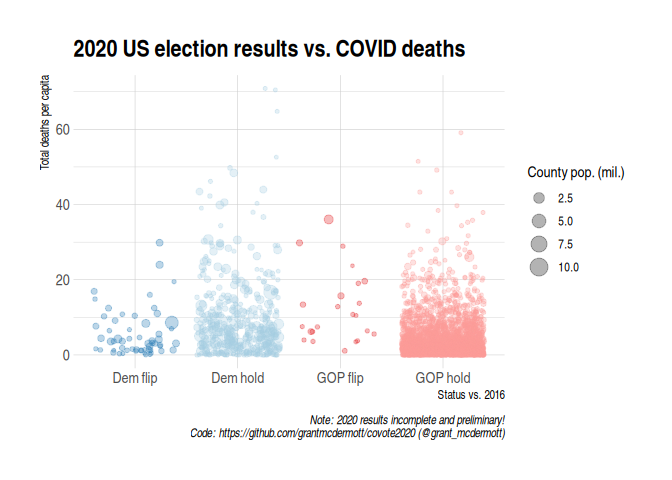 2020 US election results vs. COVID deaths
Total deaths per capita
60
40
20
0
Dem flip
Dem hold
GOP flip
GOP hold
Status vs. 2016
County pop. (mil.)
2.5
5.0
7.5
10.0
Note: 2020 results incomplete and preliminary!
Code: https://github.com/grantmcdermott/covote2020 (@grant_mcdermott)